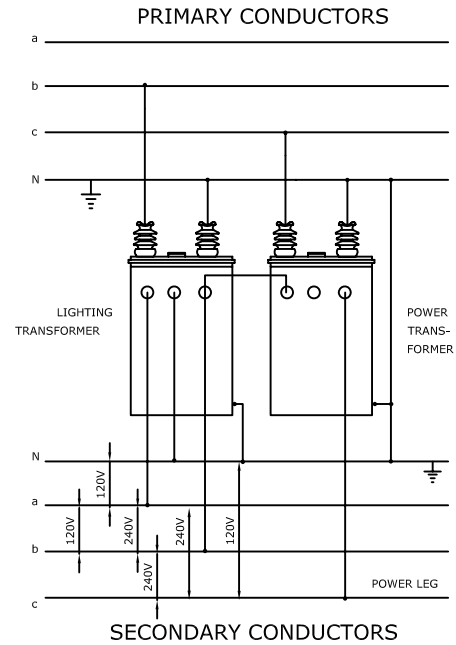 PRIMARY CONDUCTORS
a
b
c
N
LIGHTING
TRANSFORMER
POWER
TRANS-
FORMER
N
120V
a
120V
240V
240V
120V
b
240V
POWER LEG
c
SECONDARY CONDUCTORS